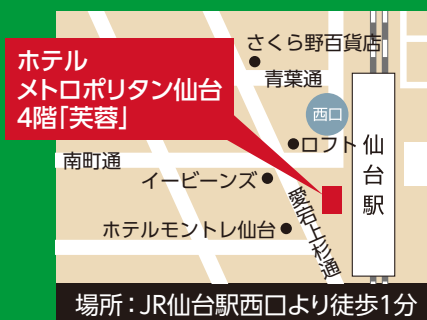 ホテル
メトロポリタン仙台
4階「芙蓉」
さくら野百貨店
青葉通
西口
ロフト
仙台駅
南町通
イービーンズ
愛宕上杉通
ホテルモントレ仙台
場所：JR仙台駅西口より徒歩1分